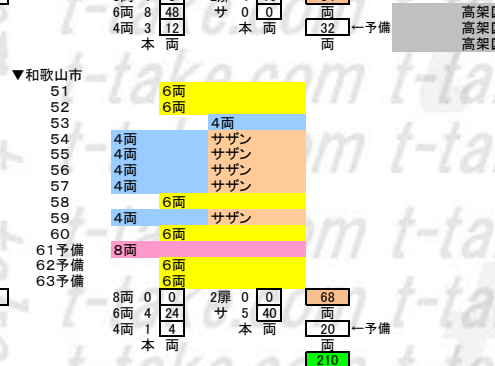 6両 8 48 サ 0 0 両 高架
4両 3 12 本 両 32 ←予備 高架
本 両 両 高架
▼和歌山市
51 6両
52 6両
53 4両
54 4両 サザン
55 4両 サザン
56 4両 サザン
57 4両 サザン
58 6両
59 4両 サザン
60 6両
61予備 8両
62予備 6両
63予備 6両
8両 0 0 2扉 0 0 68
6両 4 24 サ 5 40 両
4両 1 4 本 両 20 ←予備
本 両 両
210
t-take.com